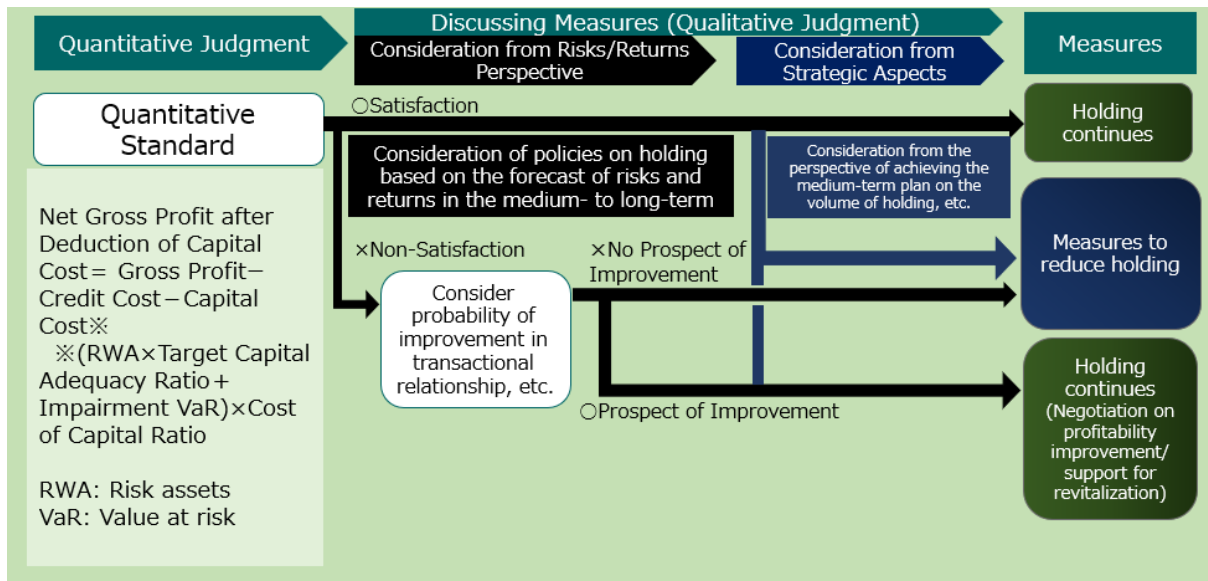 Quantitative Judgment
Discussing Measures (Qualitative Judgment)
Consideration from Risks/Returns
Perspective
Consideration from
Strategic Aspects
Measures
Quantitative
Standard
○Satisfaction
Holding
continues
Consideration of policies on holding
based on the forecast of risks and
returns in the medium- to long-term
Consideration from the
perspective of achieving the
medium-term plan on the
volume of holding, etc.
Net Gross Profit after
Deduction of Capital
Cost= Gross Profit−
Credit Cost−Capital
Cost※
※(RWA×Target Capital
Adequacy Ratio+
Impairment VaR)×Cost
of Capital Ratio
RWA: Risk assets
VaR: Value at risk
×Non-Satisfaction
×No Prospect of
Improvement
Measures to
reduce holding
Consider
probability of
improvement in
transactional
relationship, etc.
○Prospect of Improvement
Holding
continues
(Negotiation on
profitability
improvement/
support for
revitalization)